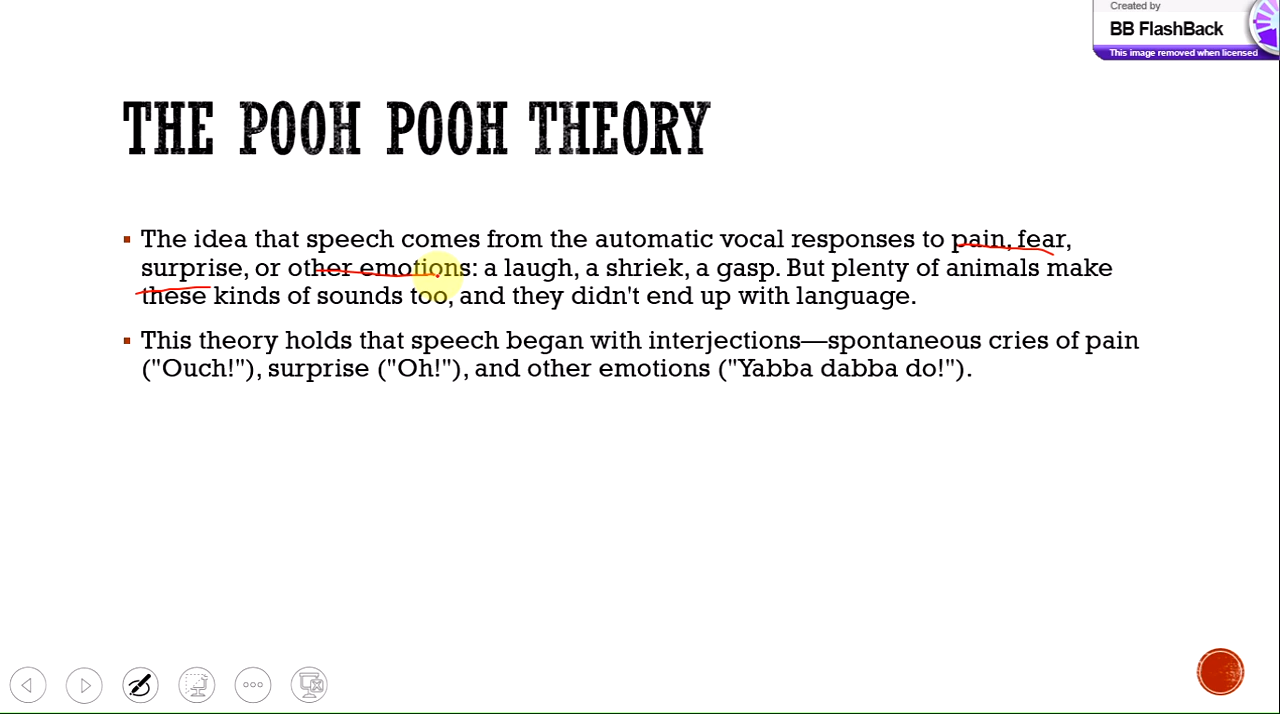 Created by
BB FlashBack
This image removed when licensed
THE POOH POOH THEORY
▪ The idea that speech comes from the automatic vocal responses to pain, fear,
surprise, or other emotions: a laugh, a shriek, a gasp. But plenty of animals make
these kinds of sounds too, and they didn't end up with language.
▪ This theory holds that speech began with interjections—spontaneous cries of pain
("Ouch!"), surprise ("Oh!"), and other emotions ("Yabba dabba do!").